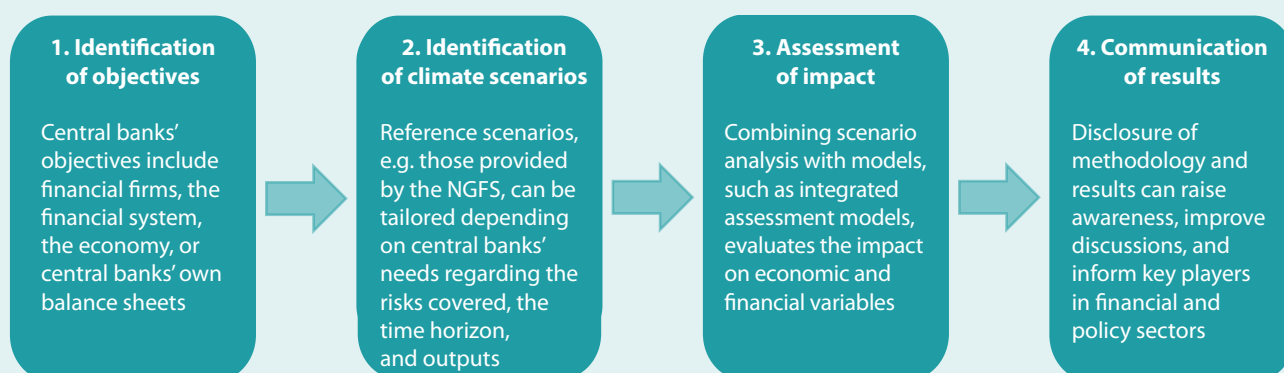 1. Identification
of objectives
Central banks’
objectives include
financial firms, the
financial system,
the economy, or
central banks’ own
balance sheets
2. Identification
of climate scenarios
Reference scenarios,
e.g. those provided
by the NGFS, can be
tailored depending
on central banks’
needs regarding the
risks covered, the
time horizon,
and outputs
3. Assessment
of impact
Combining scenario
analysis with models,
such as integrated
assessment models,
evaluates the impact
on economic and
financial variables
4. Communication
of results
Disclosure of
methodology and
results can raise
awareness, improve
discussions, and
inform key players
in financial and
policy sectors